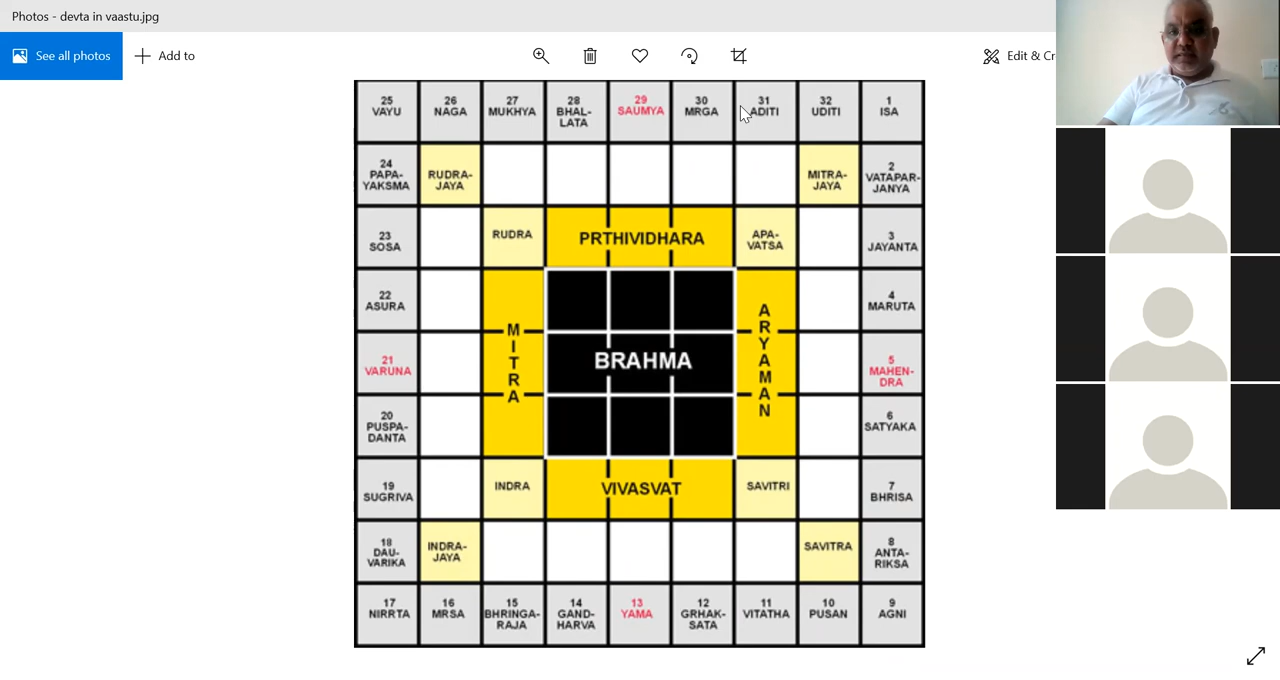 Photos - devta in vaastu.jpg
See all photos
Add to
Edit & Cr
25
VAYU
26
NAGA
27
MUKHYA
28
BHAL-
LATA
29
SAUMYA
30
MRGA
31
ADITI
32
UDITI
1
ISA
24
PAPA-
YAKSMA
RUDRA-
JAYA
MITRA-
JAYA
2
VATAPAR-
JANYA
23
SOSA
RUDRA
PRTHIVIDHARA
APA-
VATSA
3
JAYANTA
22
ASURA
4
MARUTA
MITRA
BRAHMA
ARYAMAN
21
VARUNA
5
MAHEN-
DRA
20
PUSPA-
DANTA
6
SATYAKA
19
SUGRIVA
INDRA
VIVASVAT
SAVITRI
7
BHRISA
18
DAU-
VARIKA
INDRA-
JAYA
SAVITRA
8
ANTA-
RIKSA
17
NIRRTA
16
MRSA
15
BHRINGA-
RAJA
14
GAND-
HARVA
13
YAMA
12
GRHAK-
SATA
11
VITATHA
10
PUSAN
9
AGNI